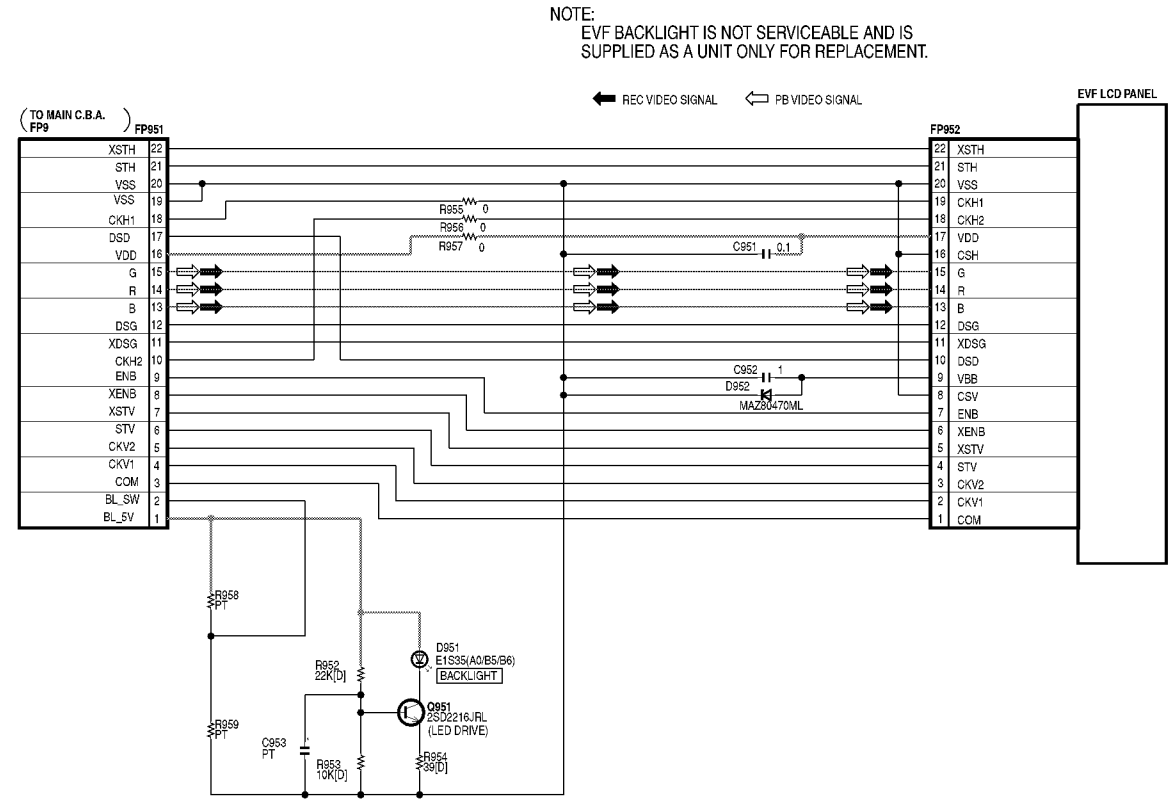 NOTE:
EVF BACKLIGHT IS NOT SERVICEABLE AND IS
SUPPLIED AS A UNIT ONLY FOR REPLACEMENT.
REC VIDEO SIGNAL
PB VIDEO SIGNAL
EVF LCD PANEL
(TO MAIN C.B.A.)
FP9
FP951
XSTH 22
STH 21
VSS 20
VSS 19
CKH1 18
DSD 17
VDD 16
G 15
R 14
B 13
DSG 12
XDSG 11
CKH2 10
ENB 9
XENB 8
XSTV 7
STV 6
CKV2 5
CKV1 4
COM 3
BL_SW 2
BL_5V 1
R955 0
R956 0
R957 0
C951 0.1
C952 1
D952
MAZ80470ML
FP952
22 XSTH
21 STH
20 VSS
19 CKH1
18 CKH2
17 VDD
16 CSH
15 G
14 R
13 B
12 DSG
11 XDSG
10 DSD
9 VBB
8 CSV
7 ENB
6 XENB
5 XSTV
4 STV
3 CKV2
2 CKV1
1 COM
R958
PT
R959
PT
R952
22K[D]
C953
PT
R953
10K[D]
D951
E1S35(A0/B5/B6)
BACKLIGHT
Q951
2SD2216JRL
(LED DRIVE)
R954
39[D]